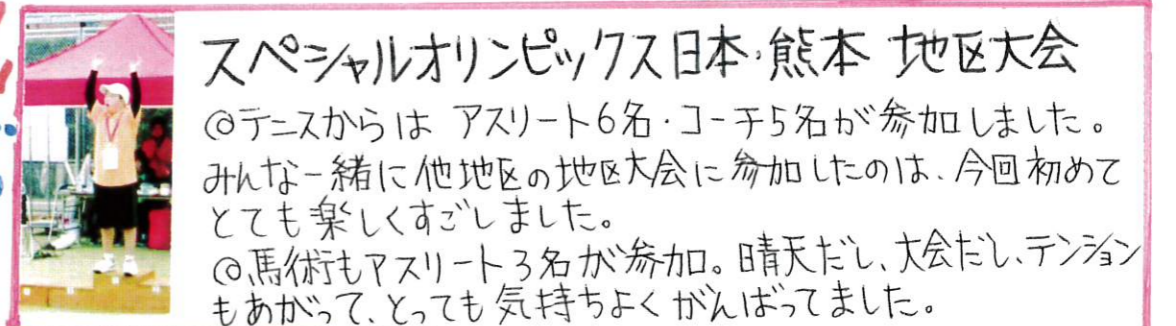 スペシャルオリンピックス日本・熊本 地区大会
◎テニスからは アスリート6名・コーチ5名が参加しました。
みんな一緒に他地区の地区大会に参加したのは、今回初めて
とても楽しくすごしました。
◎馬術もアスリート3名が参加。晴天だし、大会だし、テンション
もあがって、とっても気持ちよくがんばってました。